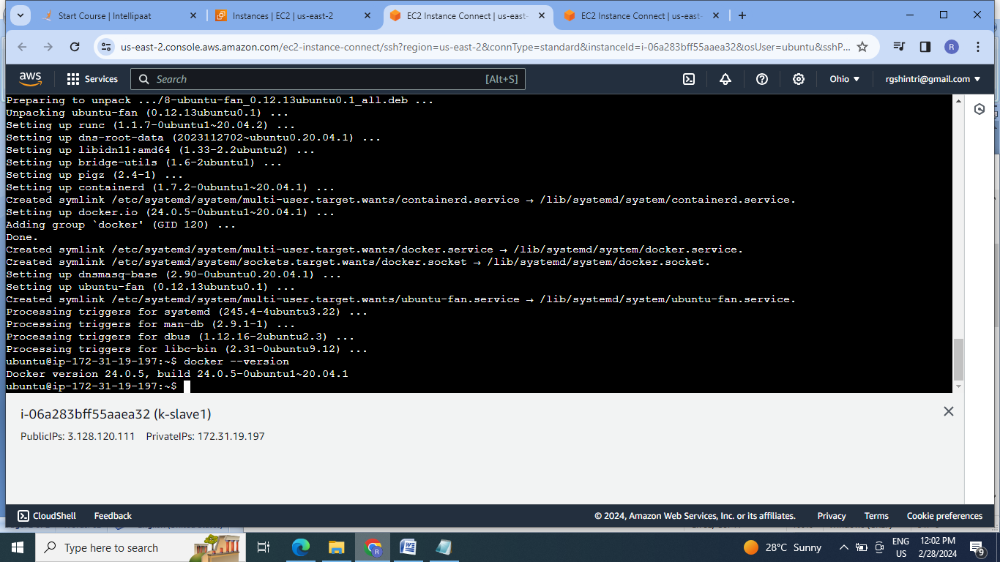 Start Course | Intellipaat
Instances | EC2 | us-east-2
EC2 Instance Connect | us-east-
EC2 Instance Connect | us-east-
us-east-2.console.aws.amazon.com/ec2-instance-connect/ssh?region=us-east-2&connType=standard&instanceId=i-06a283bff55aaea32&osUser=ubuntu&sshP...
R
aws
Services
Search
[Alt+S]
Ohio
rgshintri@gmail.com
Preparing to unpack .../8-ubuntu-fan_0.12.13ubuntu0.1_all.deb ...
Unpacking ubuntu-fan (0.12.13ubuntu0.1) ...
Setting up runc (1.1.7-0ubuntu1~20.04.2) ...
Setting up dns-root-data (2023112702~ubuntu0.20.04.1) ...
Setting up libidn11:amd64 (1.33-2.2ubuntu2) ...
Setting up bridge-utils (1.6-2ubuntu1) ...
Setting up pigz (2.4-1) ...
Setting up containerd (1.7.2-0ubuntu1~20.04.1) ...
Created symlink /etc/systemd/system/multi-user.target.wants/containerd.service → /lib/systemd/system/containerd.service.
Setting up docker.io (24.0.5-0ubuntu1~20.04.1) ...
Adding group `docker' (GID 120) ...
Done.
Created symlink /etc/systemd/system/multi-user.target.wants/docker.service → /lib/systemd/system/docker.service.
Created symlink /etc/systemd/system/sockets.target.wants/docker.socket → /lib/systemd/system/docker.socket.
Setting up dnsmasq-base (2.90-0ubuntu0.20.04.1) ...
Setting up ubuntu-fan (0.12.13ubuntu0.1) ...
Created symlink /etc/systemd/system/multi-user.target.wants/ubuntu-fan.service → /lib/systemd/system/ubuntu-fan.service.
Processing triggers for systemd (245.4-4ubuntu3.22) ...
Processing triggers for man-db (2.9.1-1) ...
Processing triggers for dbus (1.12.16-2ubuntu2.3) ...
Processing triggers for libc-bin (2.31-0ubuntu9.12) ...
ubuntu@ip-172-31-19-197:~$ docker --version
Docker version 24.0.5, build 24.0.5-0ubuntu1~20.04.1
ubuntu@ip-172-31-19-197:~$
i-06a283bff55aaea32 (k-slave1)
PublicIPs: 3.128.120.111 PrivateIPs: 172.31.19.197
CloudShell
Feedback
© 2024, Amazon Web Services, Inc. or its affiliates.
Privacy
Terms
Cookie preferences
Type here to search
28°C Sunny
ENG
US
12:02 PM
2/28/2024
9